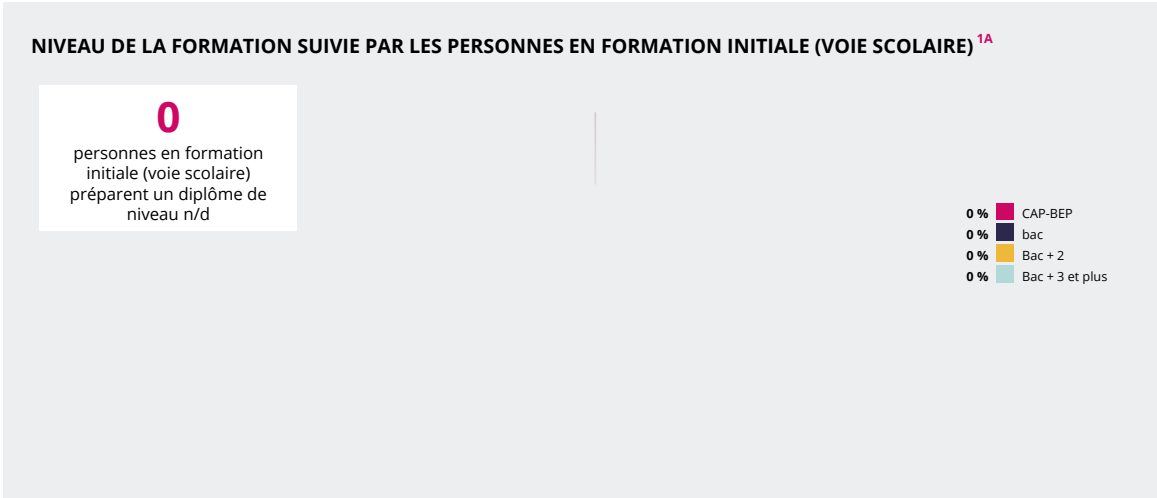 NIVEAU DE LA FORMATION SUIVIE PAR LES PERSONNES EN FORMATION INITIALE (VOIE SCOLAIRE) 1A
0
personnes en formation
initiale (voie scolaire)
préparent un diplôme de
niveau n/d
0 % CAP-BEP
0 % bac
0 % Bac + 2
0 % Bac + 3 et plus